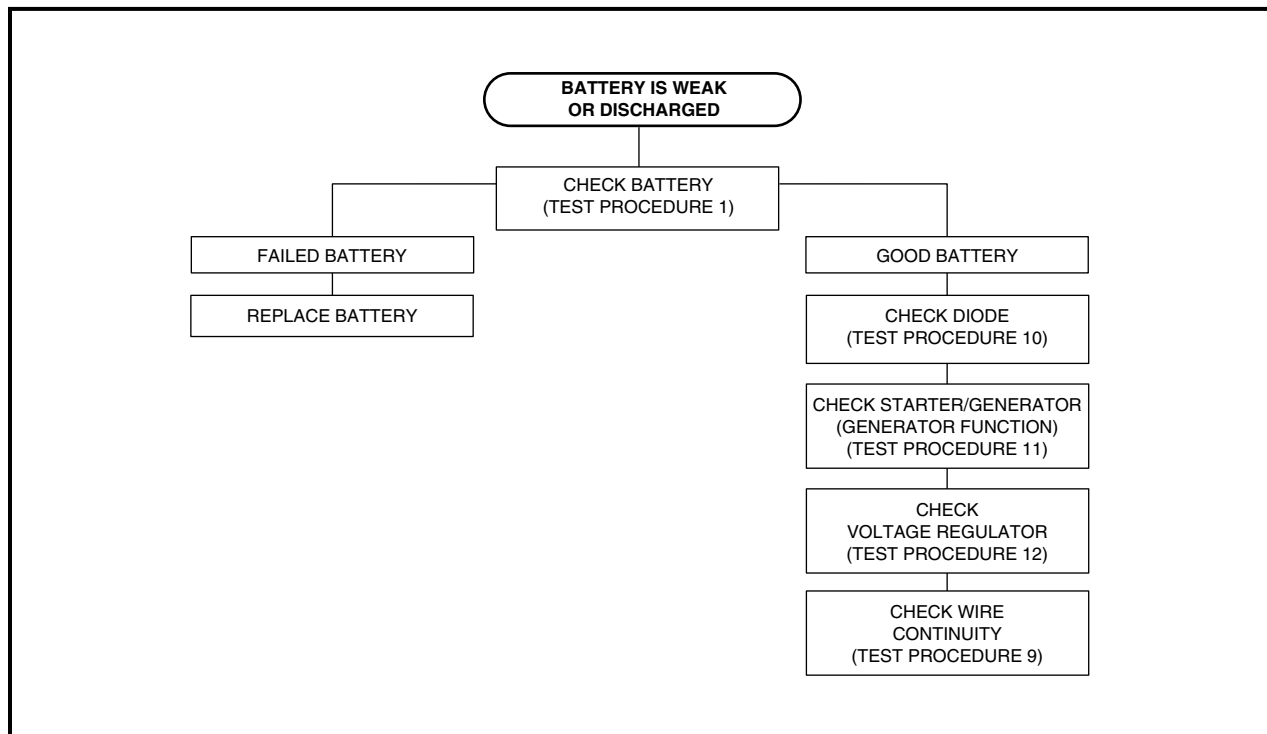 BATTERY IS WEAK
OR DISCHARGED
CHECK BATTERY
(TEST PROCEDURE 1)
FAILED BATTERY
REPLACE BATTERY
GOOD BATTERY
CHECK DIODE
(TEST PROCEDURE 10)
CHECK STARTER/GENERATOR
(GENERATOR FUNCTION)
(TEST PROCEDURE 11)
CHECK
VOLTAGE REGULATOR
(TEST PROCEDURE 12)
CHECK WIRE
CONTINUITY
(TEST PROCEDURE 9)